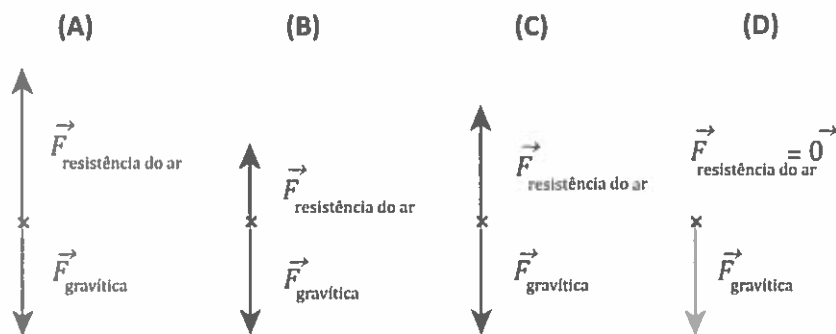 (A)
(B)
(C)
(D)
F resistência do ar
F gravítica
F resistência do ar
F gravítica
F resistência do ar
F gravítica
F resistência do ar = 0
F gravítica